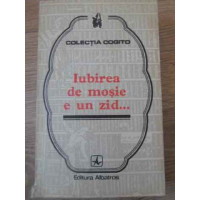 COLECȚIA COGITO
Iubirea
de moșie
e un zid...
Editura Albatros